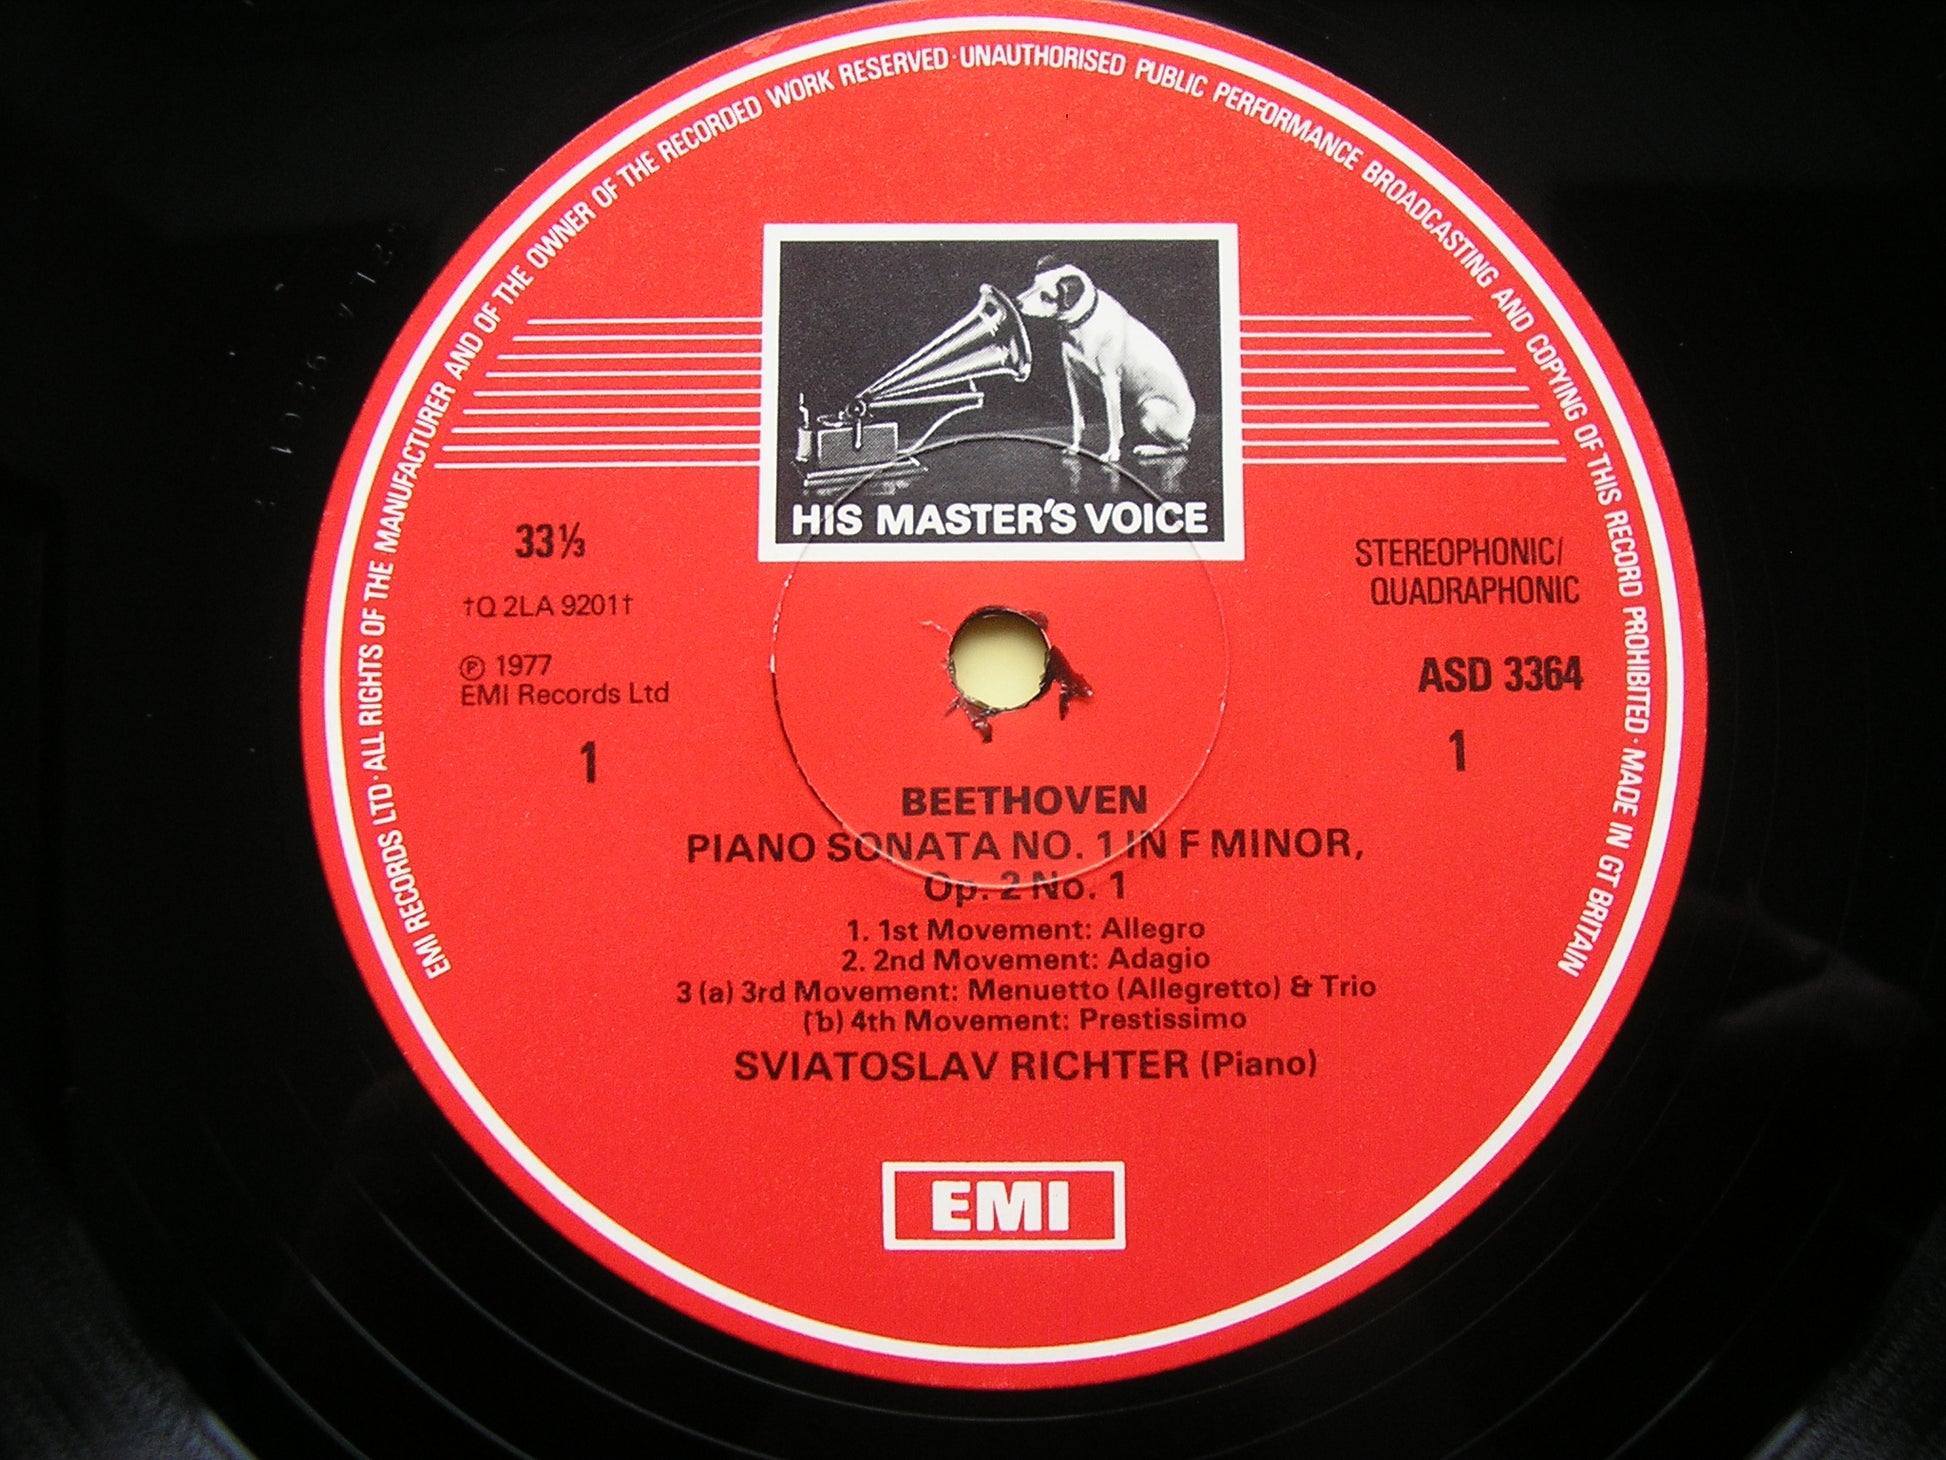 EMI RECORDS LTD · ALL RIGHTS OF THE MANUFACTURER AND OF THE OWNER OF THE RECORDED WORK RESERVED · UNAUTHORISED PUBLIC PERFORMANCE BROADCASTING AND COPYING OF THIS RECORD PROHIBITED · MADE IN GT BRITAIN
HIS MASTER'S VOICE
33⅓
†Q 2LA 9201†
℗ 1977
EMI Records Ltd
1
STEREOPHONIC/
QUADRAPHONIC
ASD 3364
1
BEETHOVEN
PIANO SONATA NO. 1 IN F MINOR,
Op. 2 No. 1
1. 1st Movement: Allegro
2. 2nd Movement: Adagio
3 (a) 3rd Movement: Menuetto (Allegretto) & Trio
(b) 4th Movement: Prestissimo
SVIATOSLAV RICHTER (Piano)
EMI